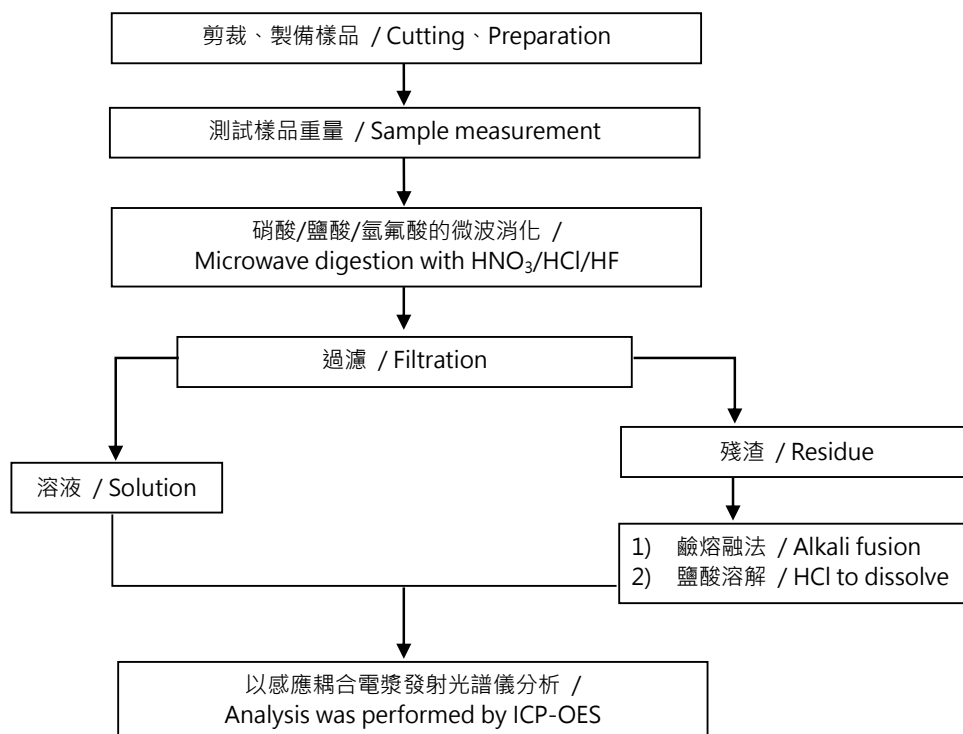 剪裁、製備樣品 / Cutting、Preparation
測試樣品重量 / Sample measurement
硝酸/鹽酸/氫氟酸的微波消化 /
Microwave digestion with HNO₃/HCl/HF
過濾 / Filtration
溶液 / Solution
殘渣 / Residue
1) 鹼熔融法 / Alkali fusion
2) 鹽酸溶解 / HCl to dissolve
以感應耦合電漿發射光譜儀分析 /
Analysis was performed by ICP-OES